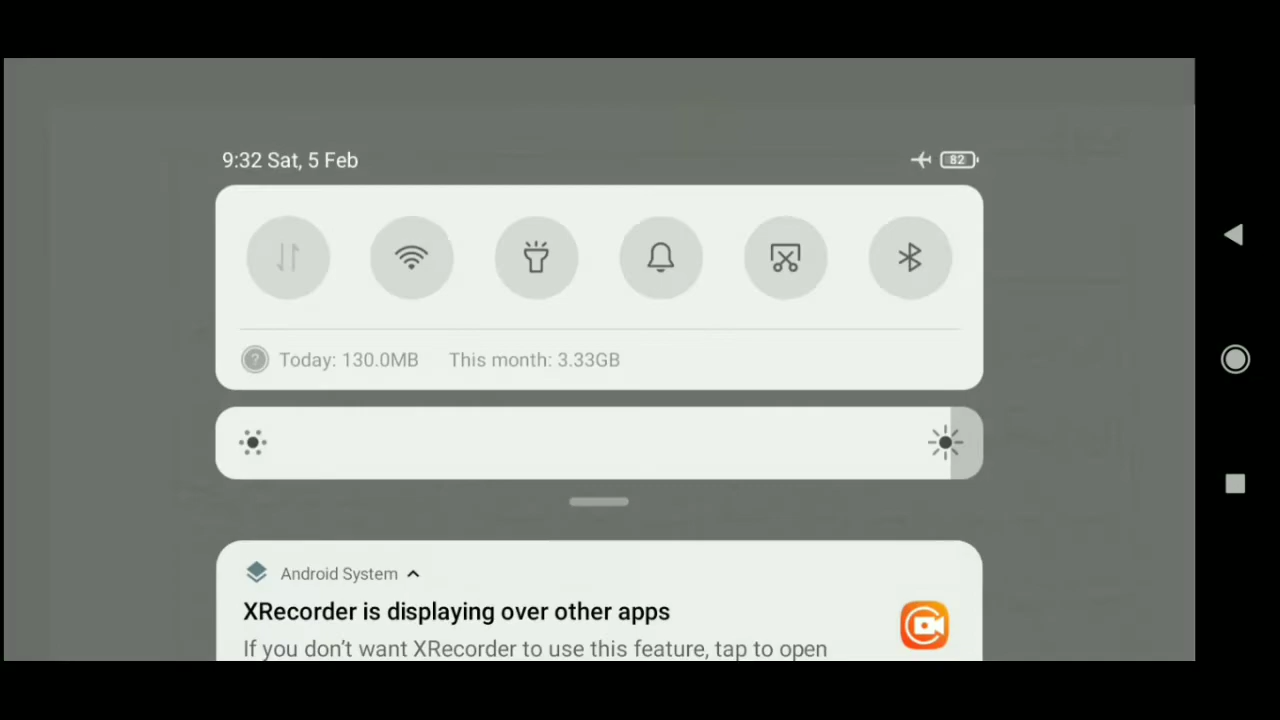 9:32 Sat, 5 Feb
82
Today: 130.0MB This month: 3.33GB
Android System
XRecorder is displaying over other apps
If you don't want XRecorder to use this feature, tap to open